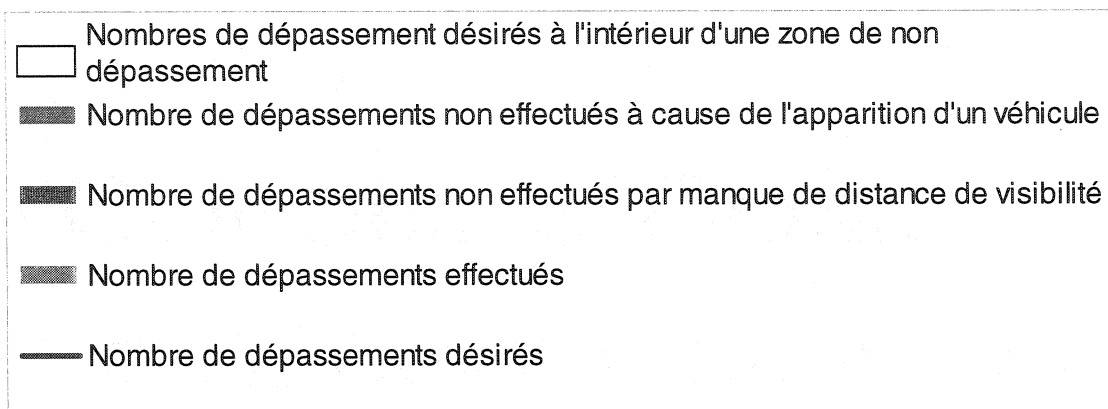 Nombres de dépassement désirés à l'intérieur d'une zone de non
dépassement
Nombre de dépassements non effectués à cause de l'apparition d'un véhicule
Nombre de dépassements non effectués par manque de distance de visibilité
Nombre de dépassements effectués
Nombre de dépassements désirés